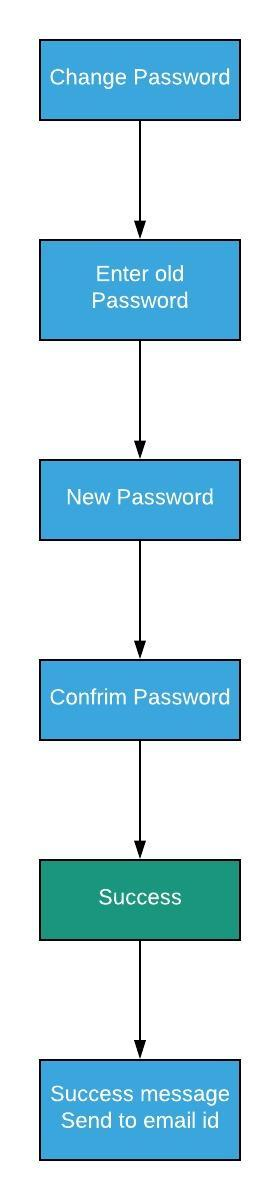 Change Password
Enter old
Password
New Password
Confrim Password
Success
Success message
Send to email id